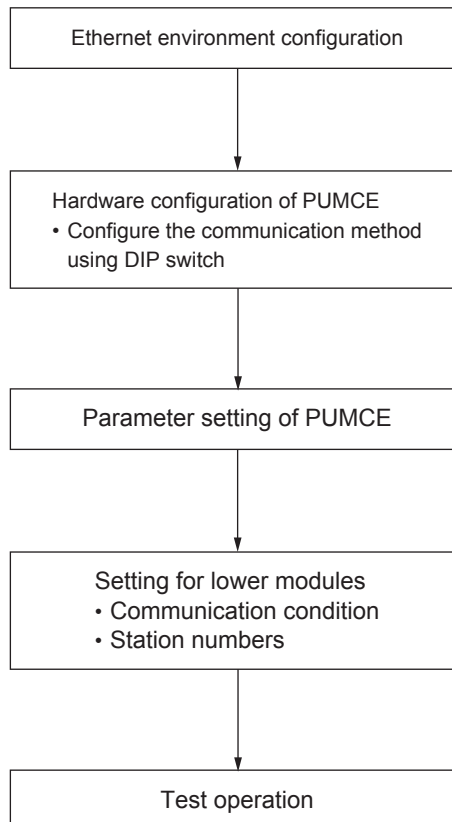 Ethernet environment configuration
Hardware configuration of PUMCE
• Configure the communication method
using DIP switch
Parameter setting of PUMCE
Setting for lower modules
• Communication condition
• Station numbers
Test operation